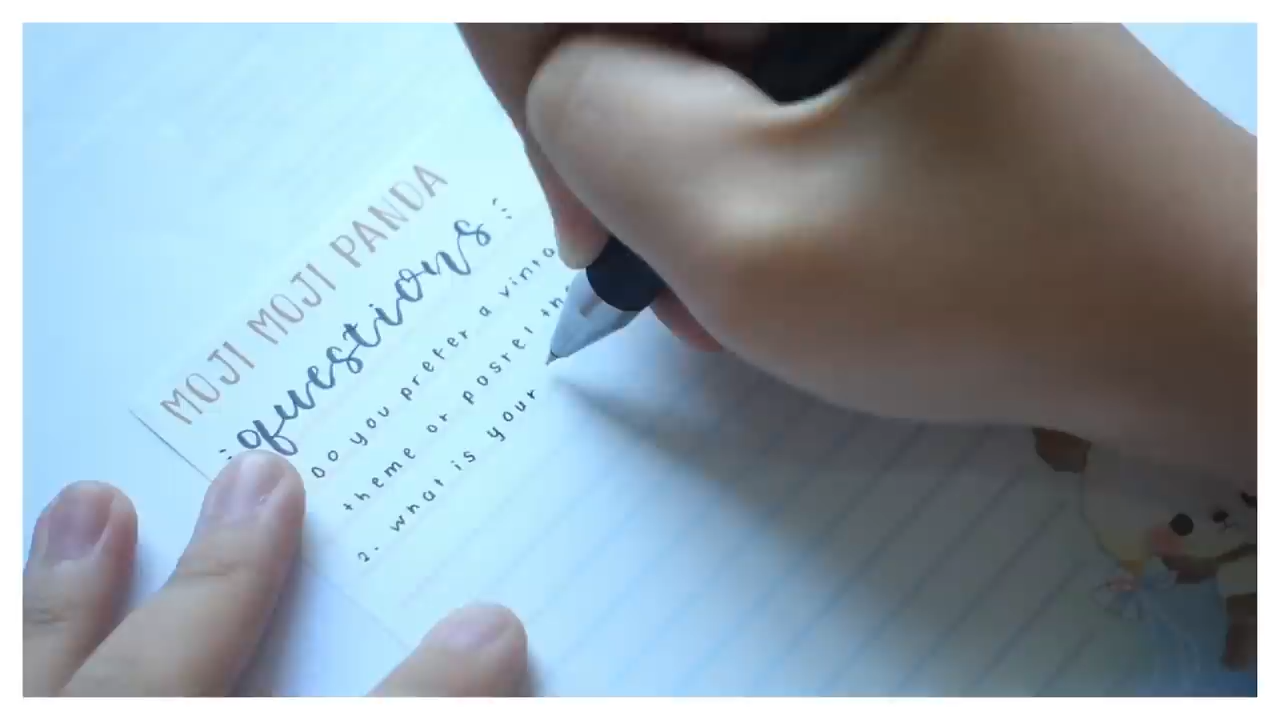 MOJI MOJI PANDA
questions
Do you prefer a
theme or pastel
2. what is your